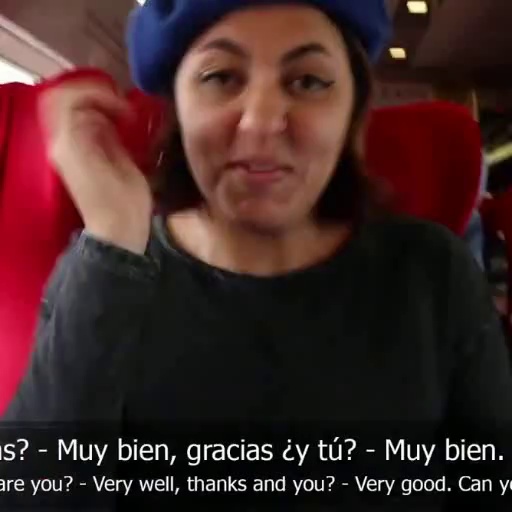 s? - Muy bien, gracias ¿y tú? - Muy bien.
are you? - Very well, thanks and you? - Very good. Can y